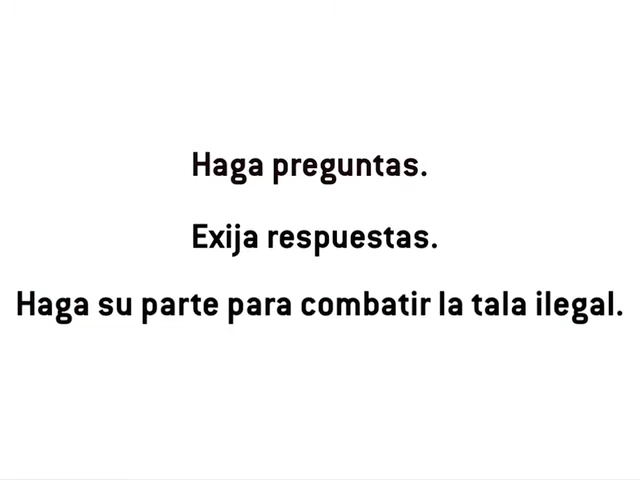 Haga preguntas.
Exija respuestas.
Haga su parte para combatir la tala ilegal.